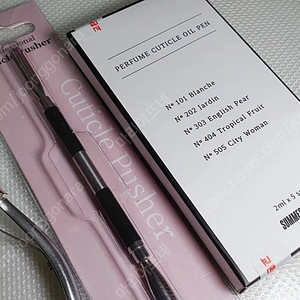 Cuticle Pusher
PERFUME CUTICLE OIL PEN
Nº 101 Blanche
Nº 202 Jardin
Nº 303 English Pear
Nº 404 Tropical Fruit
Nº 505 City Woman
2ml x 5
SUMME